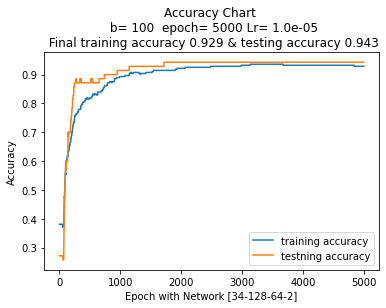 Accuracy Chart
b= 100 epoch= 5000 Lr= 1.0e-05
Final training accuracy 0.929 & testing accuracy 0.943
Accuracy
0.9
0.8
0.7
0.6
0.5
0.4
0.3
training accuracy
testning accuracy
0 1000 2000 3000 4000 5000
Epoch with Network [34-128-64-2]